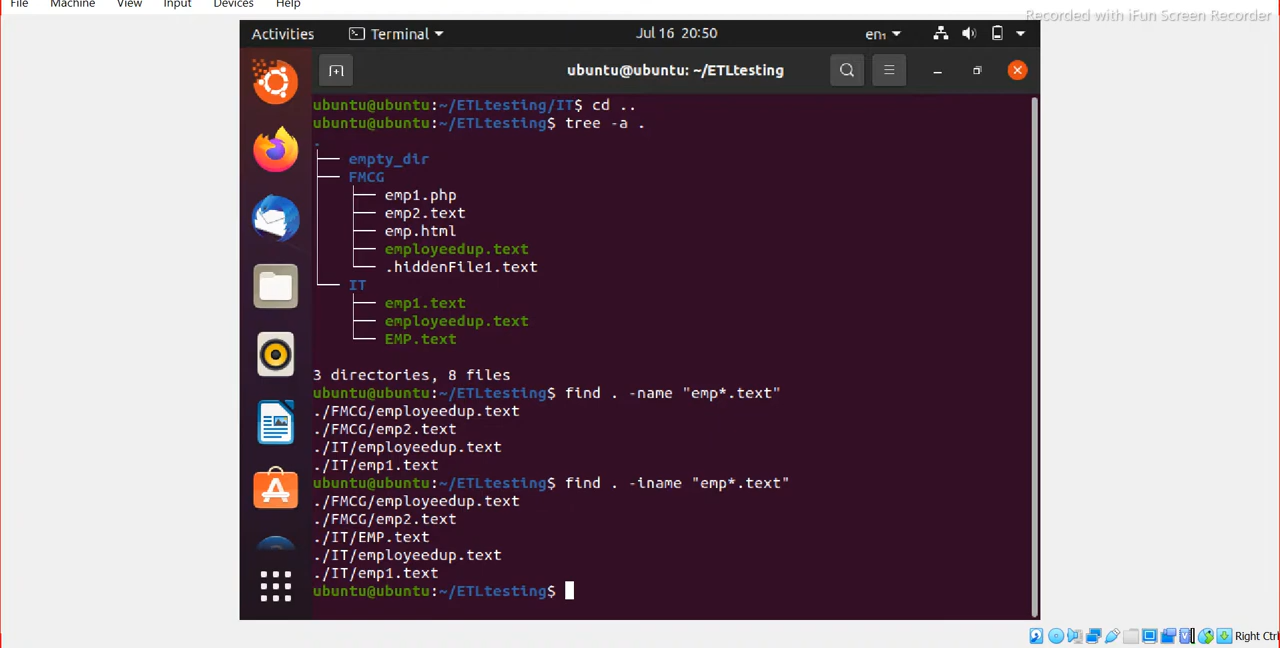 File Machine View Input Devices Help
Recorded with iFun Screen Recorder
Activities Terminal Jul 16 20:50 en₁
ubuntu@ubuntu: ~/ETLtesting
ubuntu@ubuntu:~/ETLtesting/IT$ cd ..
ubuntu@ubuntu:~/ETLtesting$ tree -a .
.
├── empty_dir
├── FMCG
│   ├── emp1.php
│   ├── emp2.text
│   ├── emp.html
│   ├── employeedup.text
│   └── .hiddenFile1.text
└── IT
    ├── emp1.text
    ├── employeedup.text
    └── EMP.text
3 directories, 8 files
ubuntu@ubuntu:~/ETLtesting$ find . -name "emp*.text"
./FMCG/employeedup.text
./FMCG/emp2.text
./IT/employeedup.text
./IT/emp1.text
ubuntu@ubuntu:~/ETLtesting$ find . -iname "emp*.text"
./FMCG/employeedup.text
./FMCG/emp2.text
./IT/EMP.text
./IT/employeedup.text
./IT/emp1.text
ubuntu@ubuntu:~/ETLtesting$
Right Ctrl